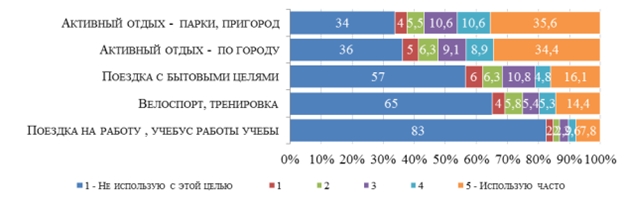 Активный отдых - парки, пригород 34 4 5,5 10,6 10,6 35,6
Активный отдых - по городу 36 5 6,3 9,1 8,9 34,4
Поездка с бытовыми целями 57 6 6,3 10,8 4,8 16,1
Велоспорт, тренировка 65 4 5,8 5,4 5,3 14,4
Поездка на работу , учебус работы учебы 83 7,8
0% 10% 20% 30% 40% 50% 60% 70% 80% 90% 100%
1 - Не использую с этой целью 1 2 3 4 5 - Использую часто